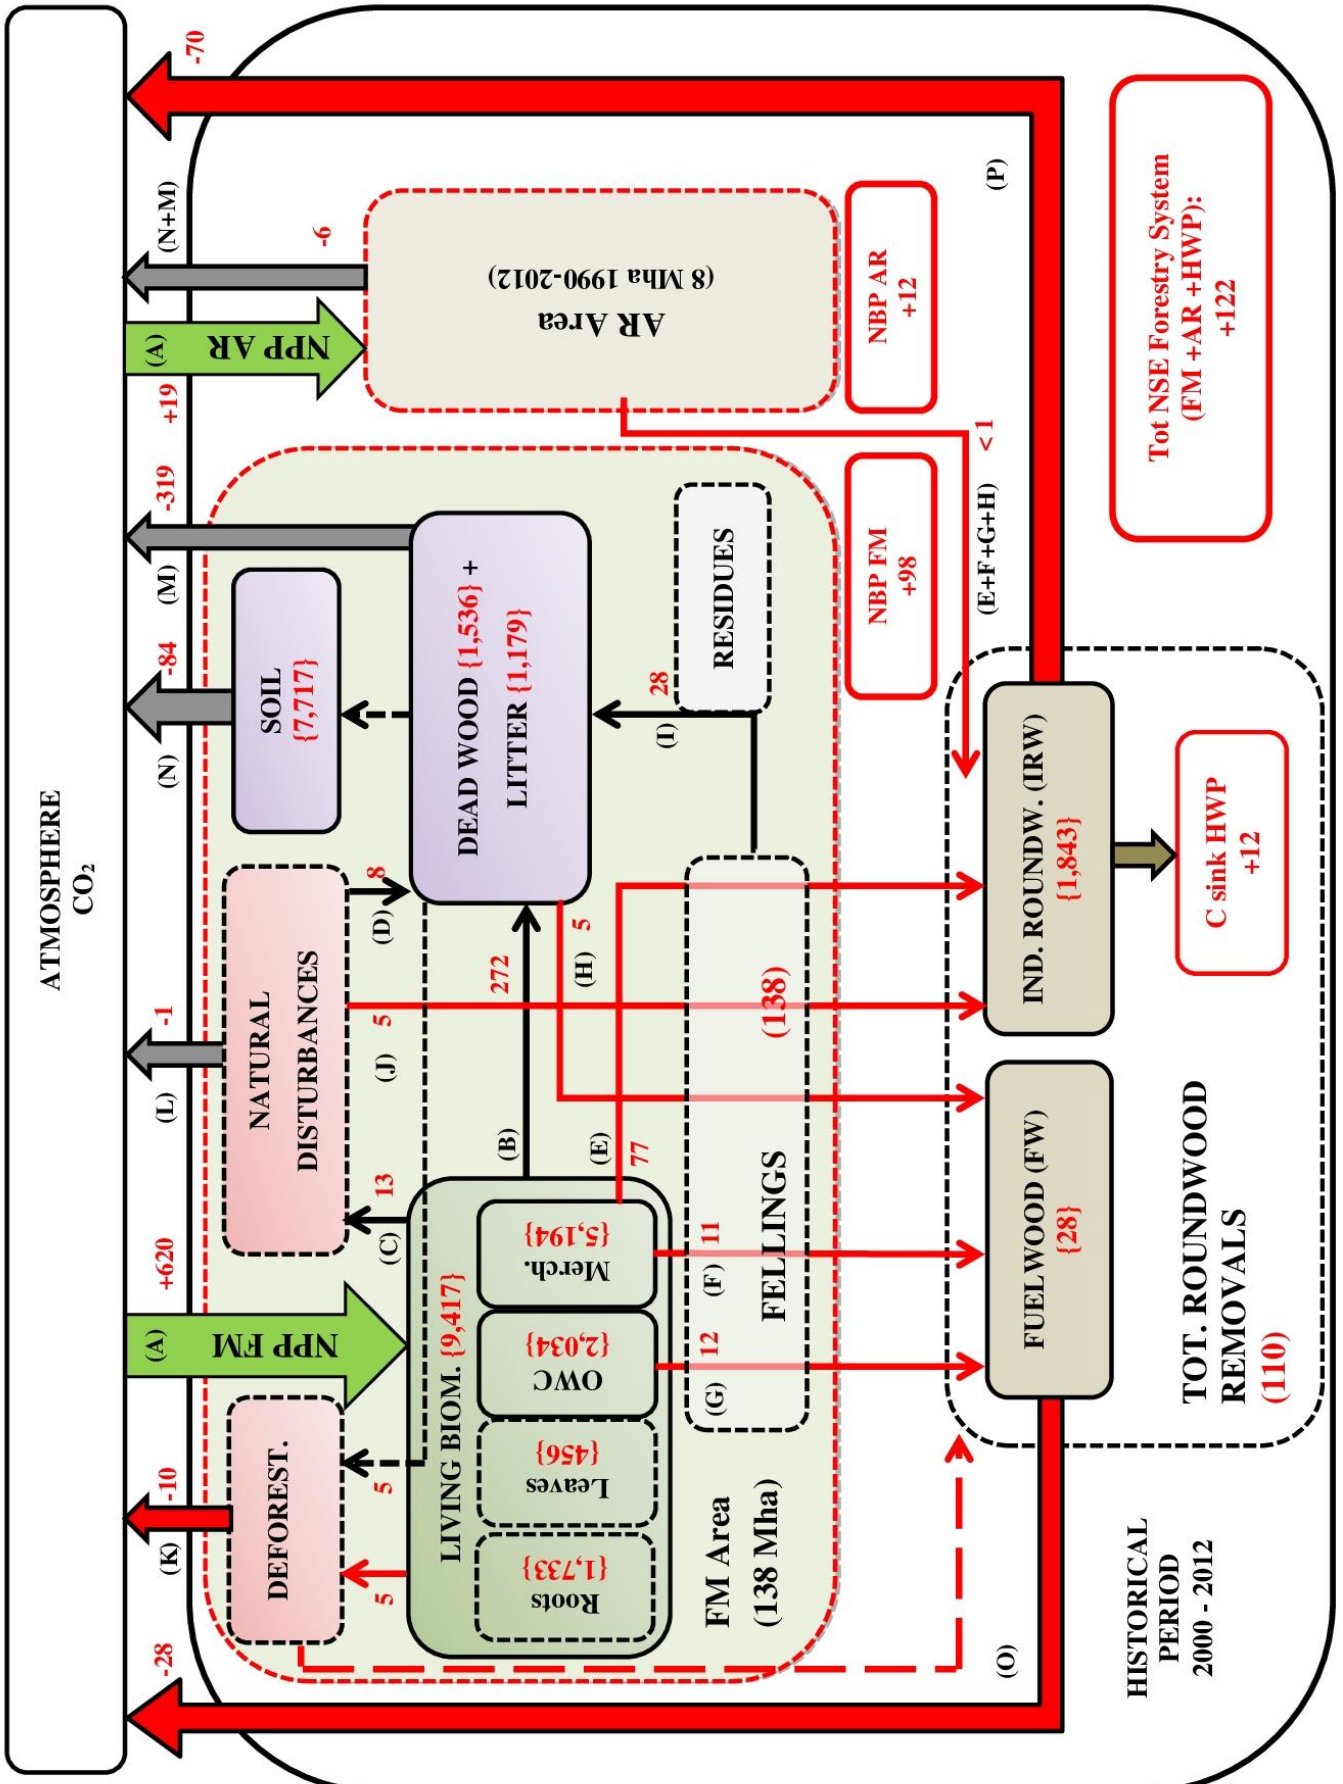 ATMOSPHERE
CO₂
-28
-10
(K)
+620
(A)
NPP FM
-1
(L)
-84
(N)
-319
(M)
+19
(A)
NPP AR
(N+M)
-6
-70
DEFOREST.
NATURAL
DISTURBANCES
SOIL
{7,717}
5
5
(C)
13
(J)
5
(D)
8
LIVING BIOM. {9,417}
Roots
{1,733}
Leaves
{456}
OWC
{2,034}
Merch.
{5,194}
(B)
272
DEAD WOOD {1,536} +
LITTER {1,179}
(E)
77
(H)
5
(I)
28
RESIDUES
AR Area
(8 Mha 1990-2012)
FM Area
(138 Mha)
(G)
12
(F)
11
FELLINGS
(138)
NBP FM
+98
NBP AR
+12
(E+F+G+H)
< 1
(O)
(P)
FUELWOOD (FW)
{28}
IND. ROUNDW. (IRW)
{1,843}
TOT. ROUNDWOOD
REMOVALS
(110)
C sink HWP
+12
HISTORICAL
PERIOD
2000 - 2012
Tot NSE Forestry System
(FM +AR +HWP):
+122